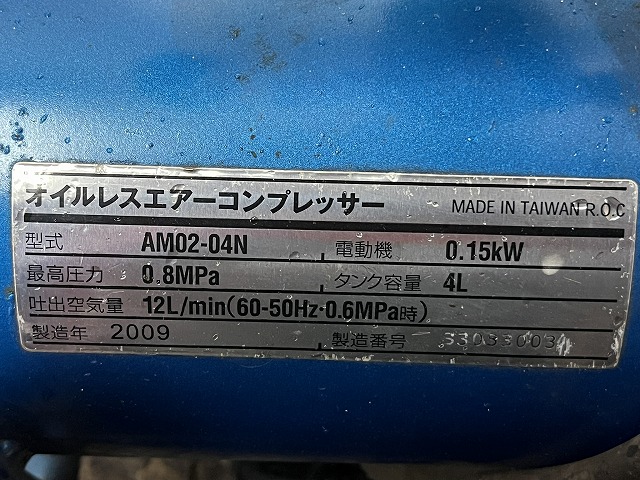 オイルレスエアーコンプレッサー MADE IN TAIWAN R.O.C
型式 AM02-04N 電動機 0.15kW
最高圧力 0.8MPa タンク容量 4L
吐出空気量 12L/min(60-50Hz・0.6MPa時)
製造年 2009 製造番号